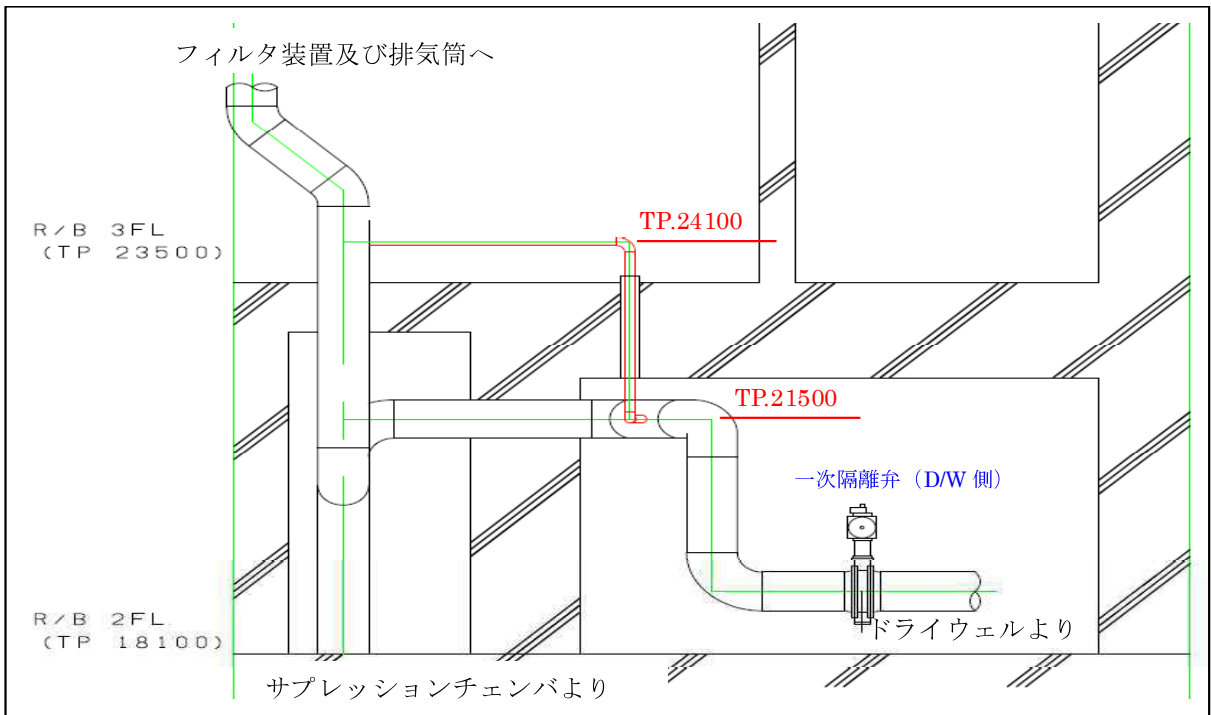 フィルタ装置及び排気筒へ
TP.24100
R/B 3FL
(TP 23500)
TP.21500
一次隔離弁（D/W 側）
R/B 2FL
(TP 18100)
ドライウェルより
サプレッションチェンバより